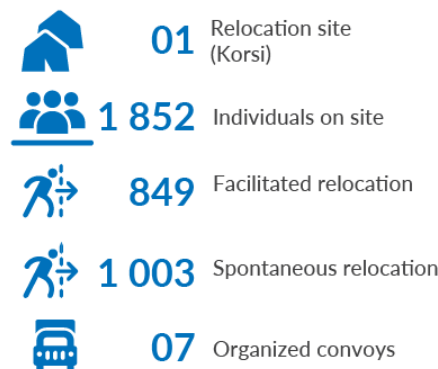 01 Relocation site
(Korsi)
1 852 Individuals on site
849 Facilitated relocation
1 003 Spontaneous relocation
07 Organized convoys